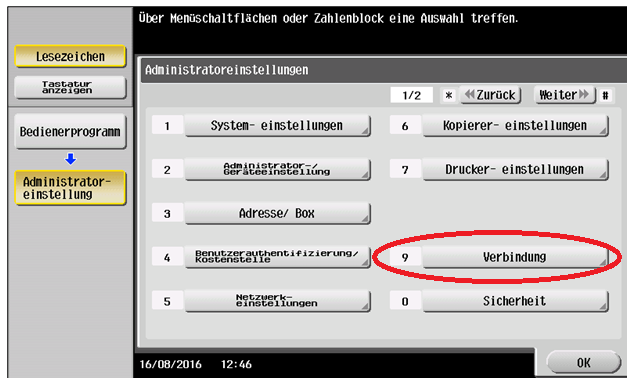 Über Menüschaltflächen oder Zahlenblock eine Auswahl treffen.
Lesezeichen
Tastatur
anzeigen
Bedienerprogramm
Administrator-
einstellung
Administratoreinstellungen
1/2 * Zurück Weiter #
1 System- einstellungen
6 Kopierer- einstellungen
2 Administrator-/
Geräteeinstellung
7 Drucker- einstellungen
3 Adresse/ Box
4 Benutzerauthentifizierung/
Kostenstelle
9 Verbindung
5 Netzwerk-
einstellungen
0 Sicherheit
16/08/2016 12:46
OK